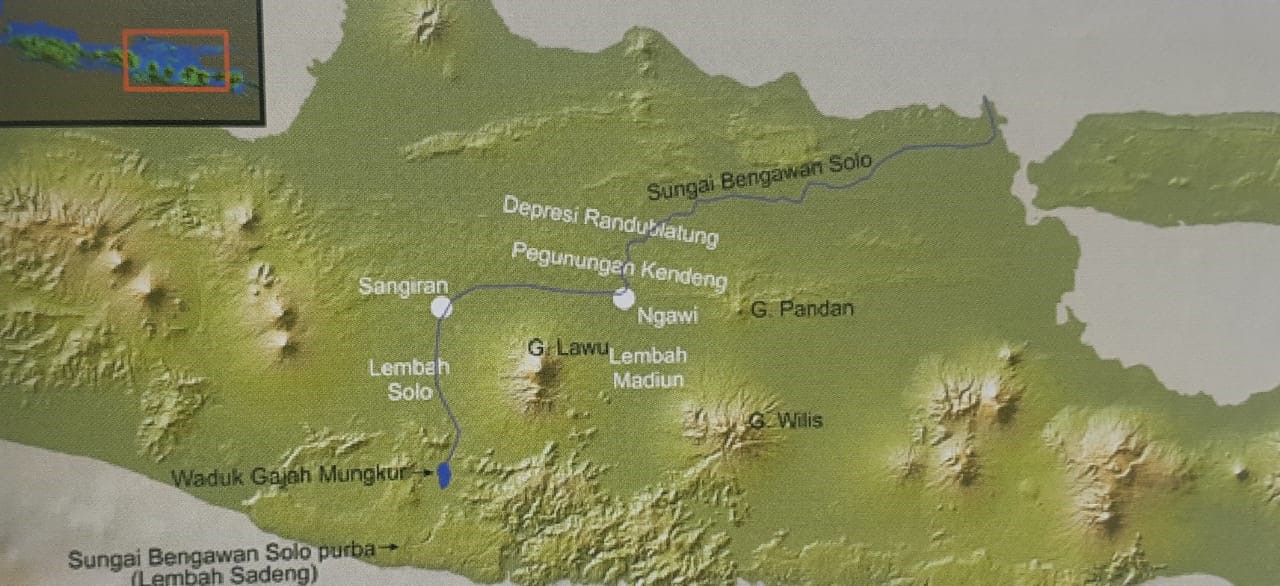 Sungai Bengawan Solo
Depresi Randublatung
Pegunungan Kendeng
Sangiran
Ngawi
G. Pandan
G. Lawu
Lembah
Madiun
Lembah
Solo
G. Wilis
Waduk Gajah Mungkur
Sungai Bengawan Solo purba
(Lembah Sadeng)